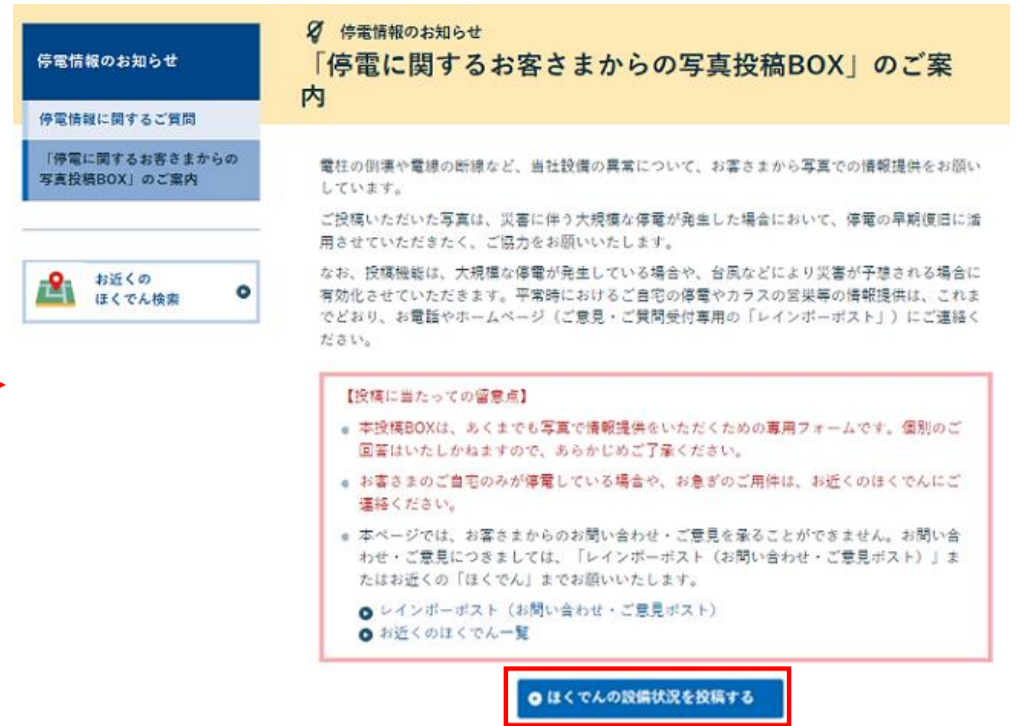 停電情報のお知らせ
停電情報に関するご質問
「停電に関するお客さまからの
写真投稿BOX」のご案内
お近くの
ほくでん検索
停電情報のお知らせ
「停電に関するお客さまからの写真投稿BOX」のご案
内
電柱の倒壊や電線の断線など、当社設備の異常について、お客さまから写真での情報提供をお願い
しています。
ご投稿いただいた写真は、災害に伴う大規模な停電が発生した場合において、停電の早期復旧に活
用させていただきたく、ご協力をお願いいたします。
なお、投稿機能は、大規模な停電が発生している場合や、台風などにより災害が予想される場合に
有効化させていただきます。平常時におけるご自宅の停電やカラスの営巣等の情報提供は、これま
でどおり、お電話やホームページ（ご意見・ご質問受付専用の「レインボーポスト」）にご連絡く
ださい。
【投稿に当たっての留意点】
本投稿BOXは、あくまでも写真で情報提供をいただくための専用フォームです。個別のご
回答はいたしかねますので、あらかじめご了承ください。
お客さまのご自宅のみが停電している場合や、お急ぎのご用件は、お近くのほくでんにご
連絡ください。
本ページでは、お客さまからのお問い合わせ・ご意見を承ることができません。お問い合
わせ・ご意見につきましては、「レインボーポスト（お問い合わせ・ご意見ポスト）」ま
たはお近くの「ほくでん」までお願いいたします。
レインボーポスト（お問い合わせ・ご意見ポスト）
お近くのほくでん一覧
ほくでんの設備状況を投稿する